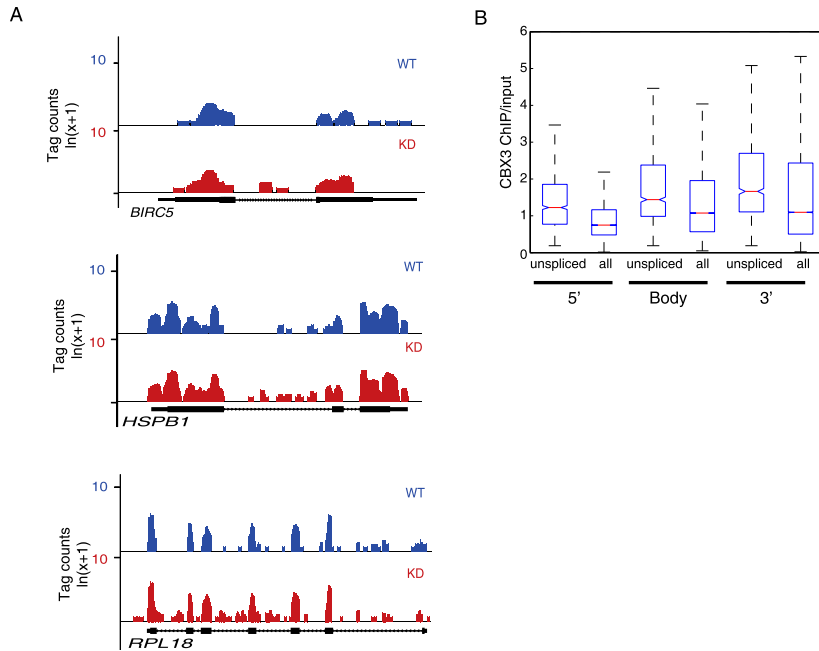 A
10
WT
Tag counts
ln(x+1)
10
KD
BIRC5
10
WT
Tag counts
ln(x+1)
10
KD
HSPB1
10
WT
Tag counts
ln(x+1)
10
KD
RPL18
B
6
5
4
3
2
1
0
CBX3 ChIP/input
unspliced all unspliced all unspliced all
5’ Body 3’